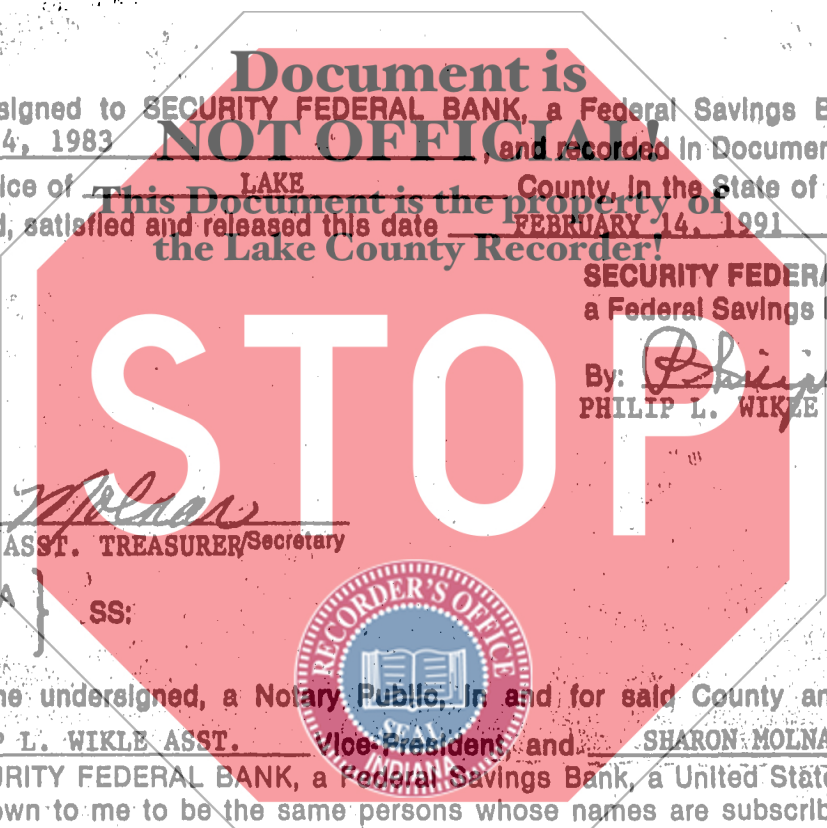 Document is
signed to SECURITY FEDERAL BANK, a Federal Savings B
4, 1983 NOT OFFICIAL! , and recorded in Documen
ice of LAKE County, in the State of
This Document is the property of
d, satisfied and released this date FEBRUARY 14, 1991
the Lake County Recorder!
SECURITY FEDERA
a Federal Savings
STOP
By: Philip
PHILIP L. WIKLE
Molnar
ASST. TREASURER/Secretary
A } SS:
RECORDER'S OFFICE
SEAL
INDIANA
he undersigned, a Notary Public, in and for said County an
P L. WIKLE ASST. Vice-President, and SHARON MOLNA
URITY FEDERAL BANK, a Federal Savings Bank, a United State
own to me to be the same persons whose names are subscrib